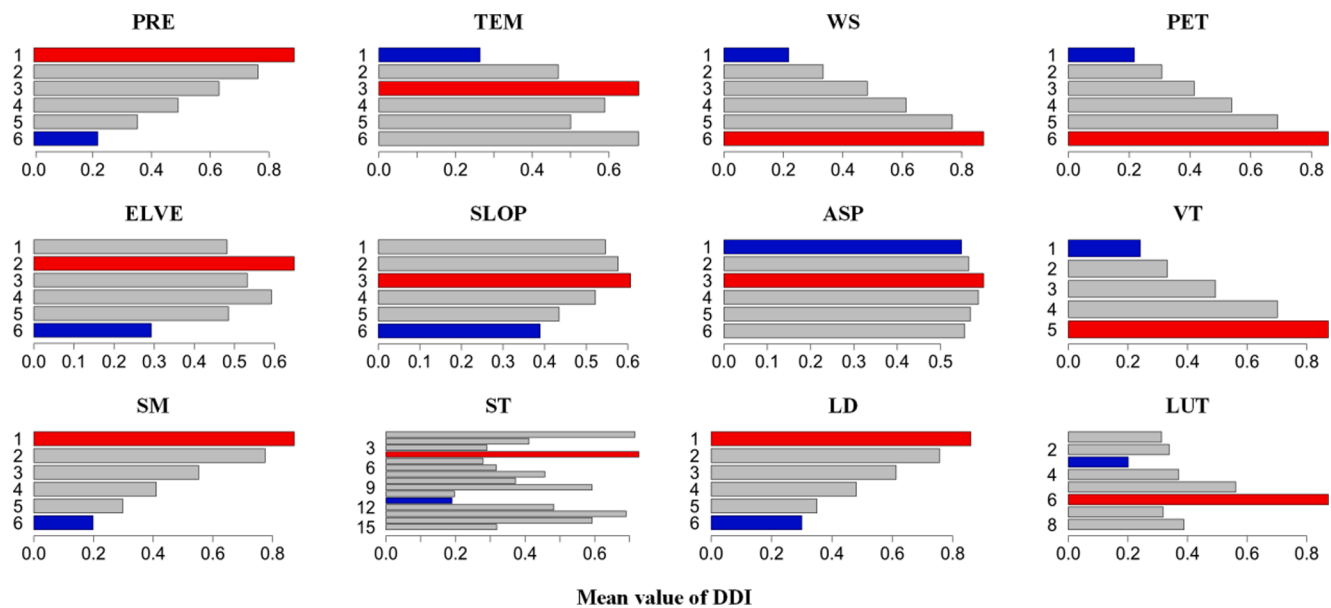 PRE TEM WS PET
1 1 1 1
2 2 2 2
3 3 3 3
4 4 4 4
5 5 5 5
6 6 6 6
0.0 0.2 0.4 0.6 0.8 0.0 0.2 0.4 0.6 0.0 0.2 0.4 0.6 0.8 0.0 0.2 0.4 0.6 0.8
ELVE SLOP ASP VT
1 1 1 1
2 2 2 2
3 3 3 3
4 4 4 4
5 5 5 5
6 6 6
0.0 0.1 0.2 0.3 0.4 0.5 0.6 0.0 0.1 0.2 0.3 0.4 0.5 0.6 0.0 0.1 0.2 0.3 0.4 0.5 0.0 0.2 0.4 0.6 0.8
SM ST LD LUT
1 3 1 2
2 6 2 4
3 9 3 6
4 12 4 8
5 15 5
6 6
0.0 0.2 0.4 0.6 0.8 0.0 0.2 0.4 0.6 0.0 0.2 0.4 0.6 0.8 0.0 0.2 0.4 0.6 0.8
Mean value of DDI